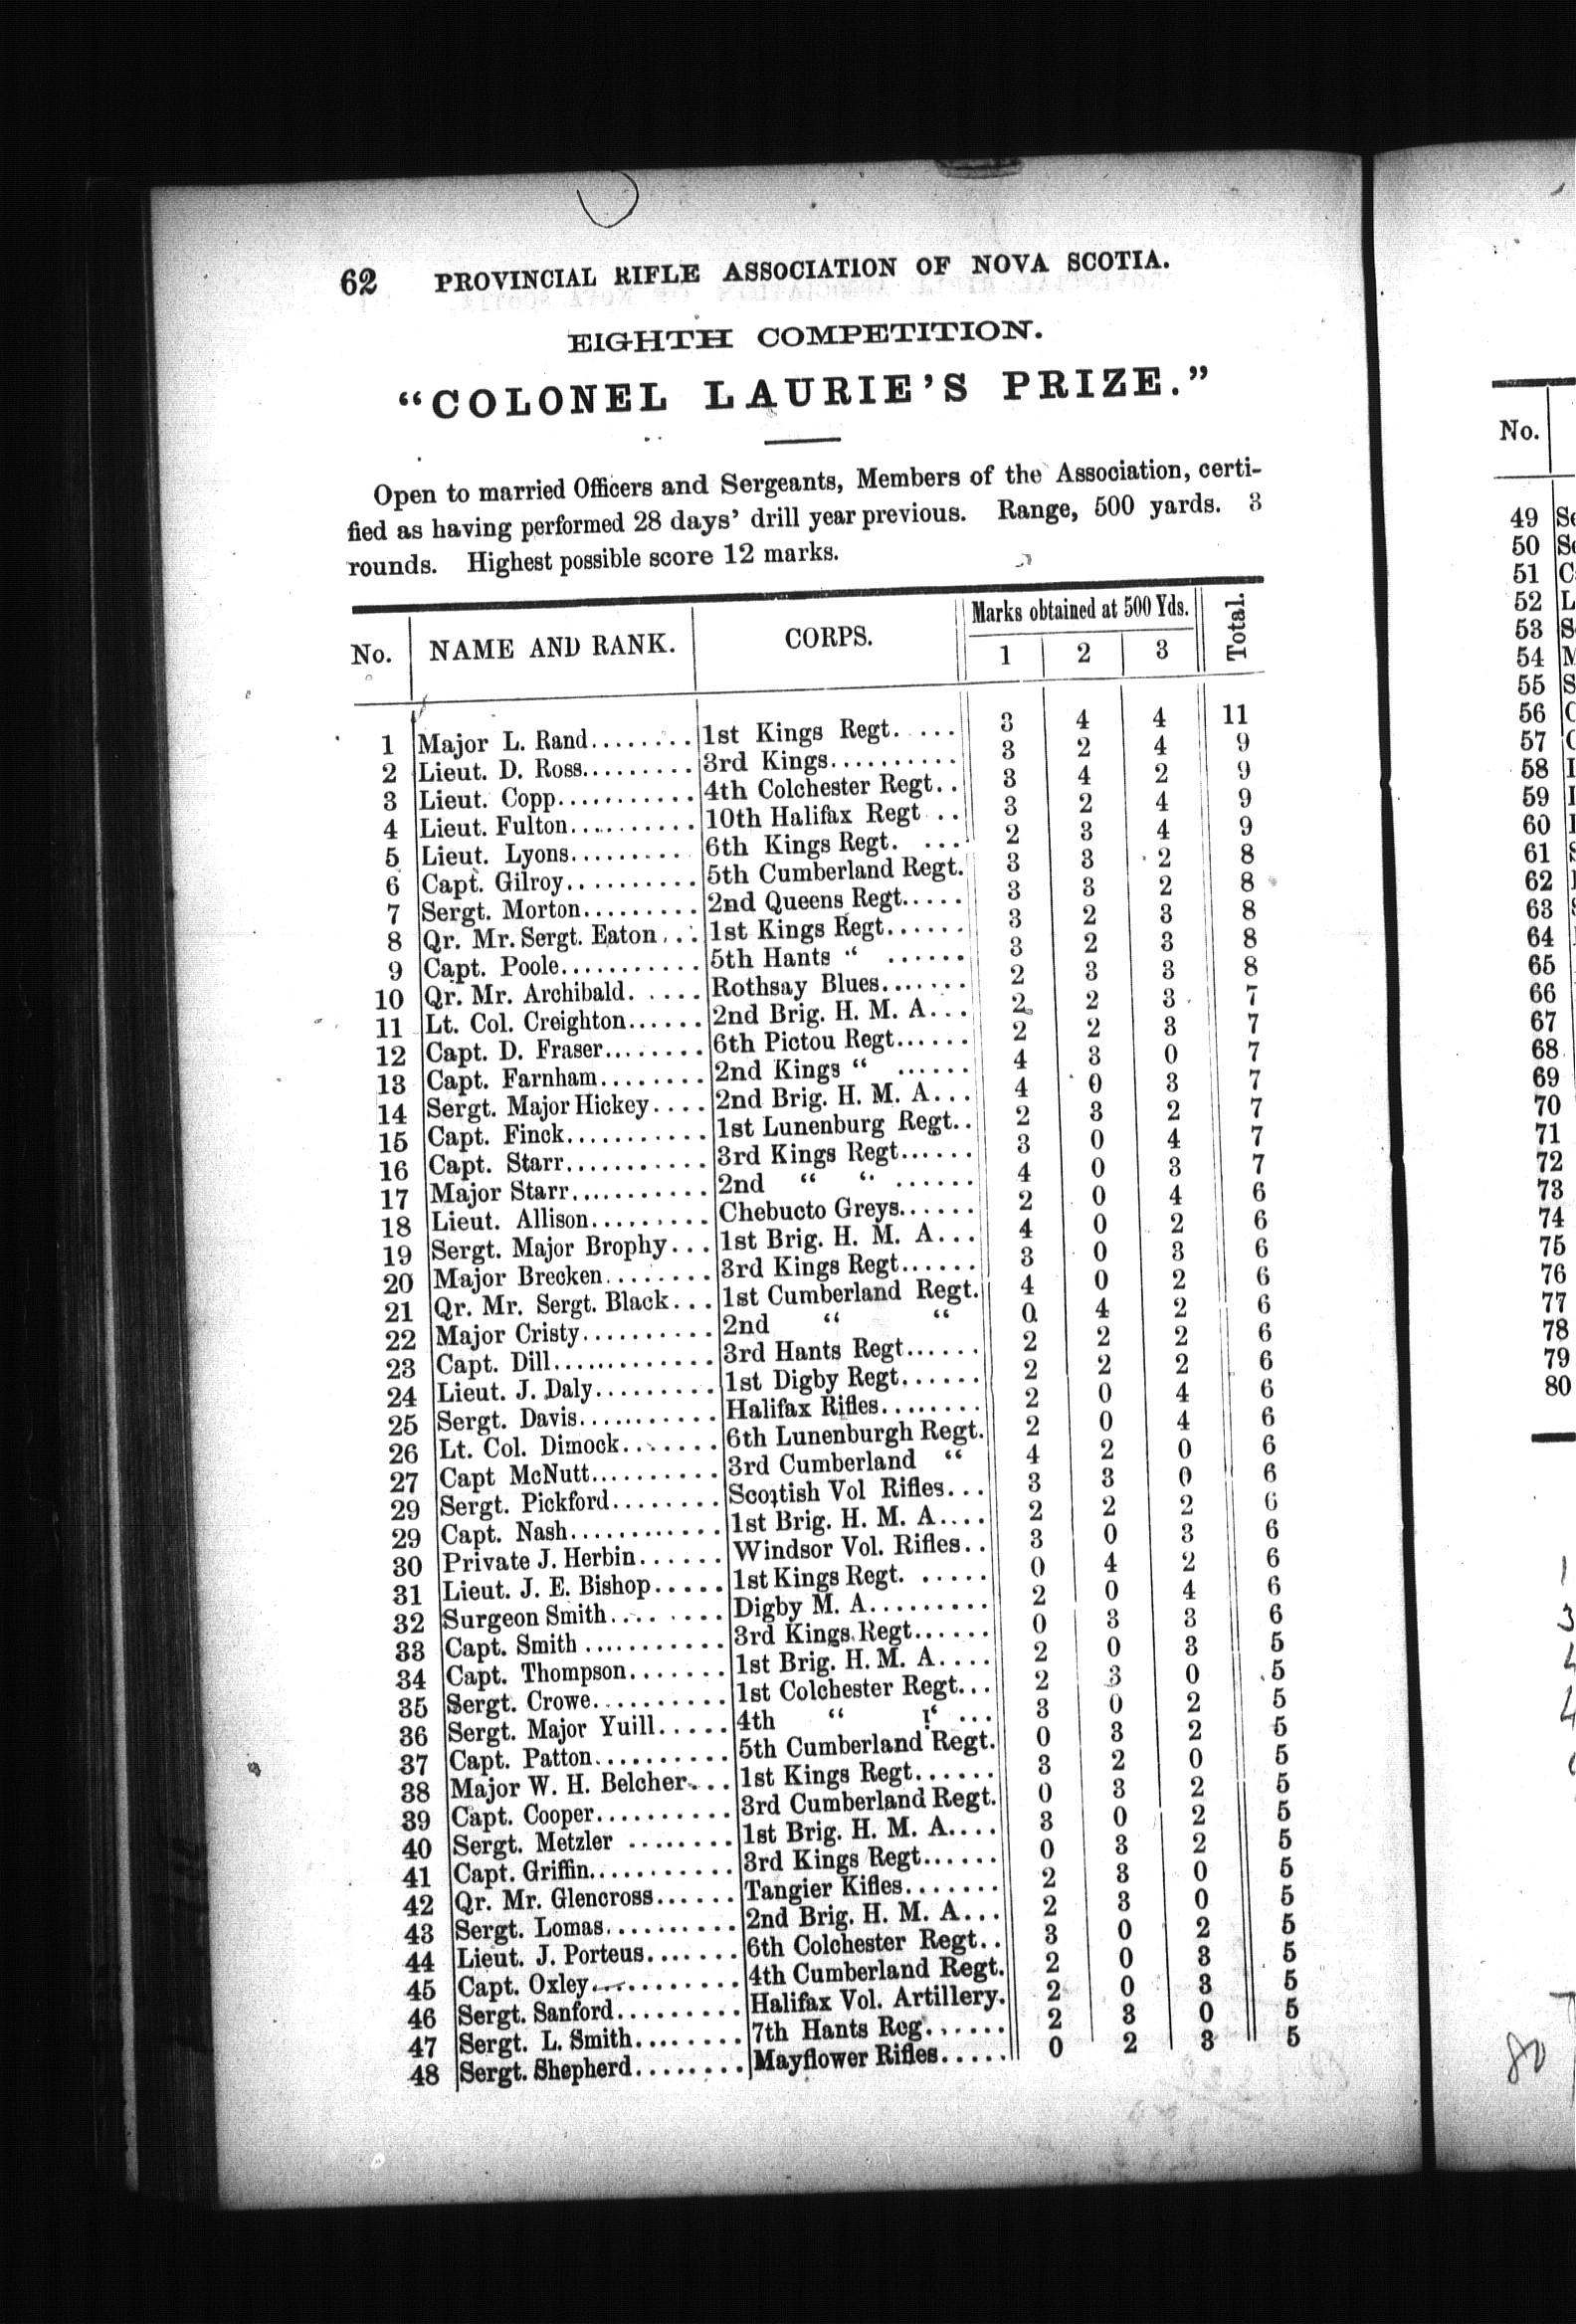 62 PROVINCIAL RIFLE ASSOCIATION OF NOVA SCOTIA.
EIGHTH COMPETITION.
"COLONEL LAURIE'S PRIZE."
Open to married Officers and Sergeants, Members of the Association, certi-
fied as having performed 28 days' drill year previous. Range, 500 yards. 3
rounds. Highest possible score 12 marks.
No. NAME AND RANK. CORPS. Marks obtained at 500 Yds. Total.
1 2 3
1 Major L. Rand........ 1st Kings Regt..... 3 4 4 11
2 Lieut. D. Ross......... 3rd Kings.......... 3 2 4 9
3 Lieut. Copp........... 4th Colchester Regt.. 3 4 2 9
4 Lieut. Fulton.......... 10th Halifax Regt .. 3 2 4 9
5 Lieut. Lyons.......... 6th Kings Regt. ... 2 3 4 9
6 Capt. Gilroy.......... 5th Cumberland Regt. 3 3 2 8
7 Sergt. Morton......... 2nd Queens Regt..... 3 3 2 8
8 Qr. Mr. Sergt. Eaton... 1st Kings Regt...... 3 2 3 8
9 Capt. Poole........... 5th Hants " ...... 3 2 3 8
10 Qr. Mr. Archibald. .... Rothsay Blues....... 2 3 3 8
11 Lt. Col. Creighton...... 2nd Brig. H. M. A... 2 2 3 7
12 Capt. D. Fraser........ 6th Pictou Regt...... 2 2 3 7
13 Capt. Farnham........ 2nd Kings " ...... 4 3 0 7
14 Sergt. Major Hickey.... 2nd Brig. H. M. A... 4 0 3 7
15 Capt. Finck........... 1st Lunenburg Regt.. 2 3 2 7
16 Capt. Starr........... 3rd Kings Regt...... 3 0 4 7
17 Major Starr........... 2nd " " ...... 4 0 3 7
18 Lieut. Allison......... Chebucto Greys...... 2 0 4 6
19 Sergt. Major Brophy... 1st Brig. H. M. A... 4 0 2 6
20 Major Brecken........ 3rd Kings Regt...... 3 0 3 6
21 Qr. Mr. Sergt. Black... 1st Cumberland Regt. 4 0 2 6
22 Major Cristy.......... 2nd " " 0 4 2 6
23 Capt. Dill............. 3rd Hants Regt...... 2 2 2 6
24 Lieut. J. Daly......... 1st Digby Regt...... 2 2 2 6
25 Sergt. Davis........... Halifax Rifles........ 2 0 4 6
26 Lt. Col. Dimock....... 6th Lunenburgh Regt. 2 0 4 6
27 Capt McNutt.......... 3rd Cumberland " 4 2 0 6
29 Sergt. Pickford........ Scottish Vol Rifles... 3 3 0 6
29 Capt. Nash............ 1st Brig. H. M. A.... 2 2 2 6
30 Private J. Herbin...... Windsor Vol. Rifles.. 3 0 3 6
31 Lieut. J. E. Bishop..... 1st Kings Regt. ..... 0 4 2 6
32 Surgeon Smith........ Digby M. A......... 2 0 4 6
33 Capt. Smith ........... 3rd Kings Regt...... 0 3 3 6
34 Capt. Thompson....... 1st Brig. H. M. A.... 2 0 3 5
35 Sergt. Crowe.......... 1st Colchester Regt... 2 3 0 5
36 Sergt. Major Yuill..... 4th " " ... 3 0 2 5
37 Capt. Patton.......... 5th Cumberland Regt. 0 3 2 5
38 Major W. H. Belcher... 1st Kings Regt...... 3 2 0 5
39 Capt. Cooper.......... 3rd Cumberland Regt. 0 3 2 5
40 Sergt. Metzler ........ 1st Brig. H. M. A.... 3 0 2 5
41 Capt. Griffin........... 3rd Kings Regt...... 0 3 2 5
42 Qr. Mr. Glencross...... Tangier Kifles....... 2 3 0 5
43 Sergt. Lomas.......... 2nd Brig. H. M. A... 2 3 0 5
44 Lieut. J. Porteus....... 6th Colchester Regt.. 3 0 2 5
45 Capt. Oxley........... 4th Cumberland Regt. 2 0 3 5
46 Sergt. Sanford......... Halifax Vol. Artillery. 2 0 3 5
47 Sergt. L. Smith........ 7th Hants Reg'...... 2 3 0 5
48 Sergt. Shepherd........ Mayflower Rifles..... 0 2 3 5
No.
49
50
51
52
53
54
55
56
57
58
59
60
61
62
63
64
65
66
67
68
69
70
71
72
73
74
75
76
77
78
79
80
80